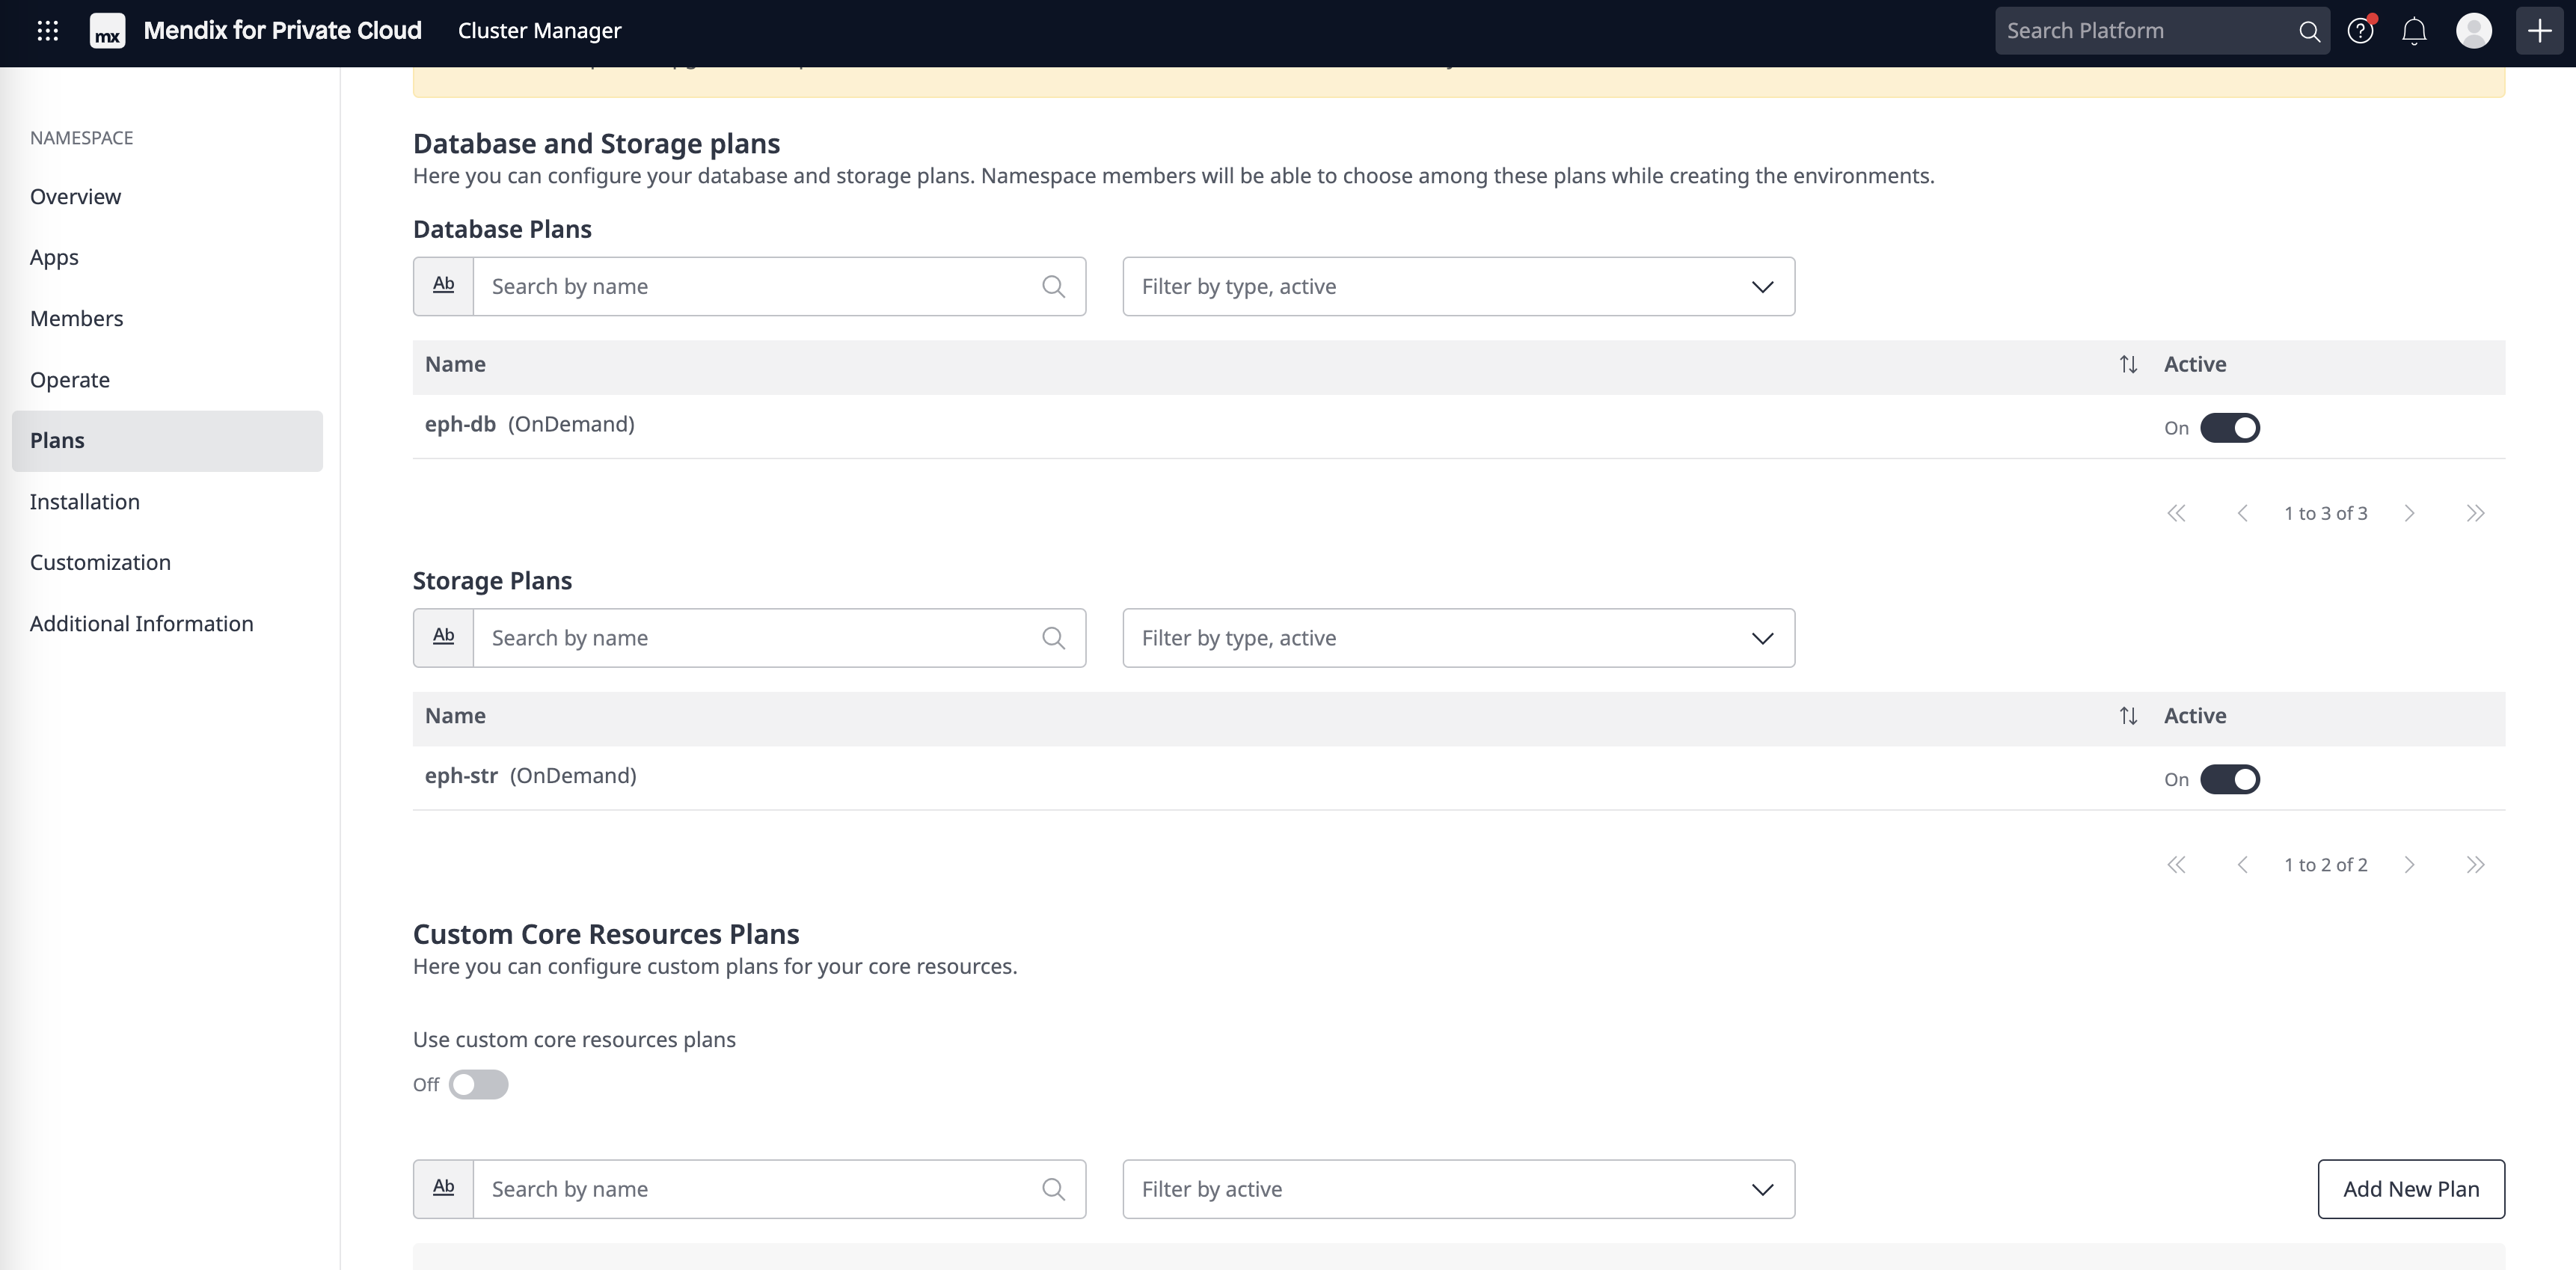 mx Mendix for Private Cloud Cluster Manager Search Platform
NAMESPACE
Overview
Apps
Members
Operate
Plans
Installation
Customization
Additional Information
Database and Storage plans
Here you can configure your database and storage plans. Namespace members will be able to choose among these plans while creating the environments.
Database Plans
Ab Search by name Filter by type, active
Name Active
eph-db (OnDemand) On
1 to 3 of 3
Storage Plans
Ab Search by name Filter by type, active
Name Active
eph-str (OnDemand) On
1 to 2 of 2
Custom Core Resources Plans
Here you can configure custom plans for your core resources.
Use custom core resources plans
Off
Ab Search by name Filter by active Add New Plan